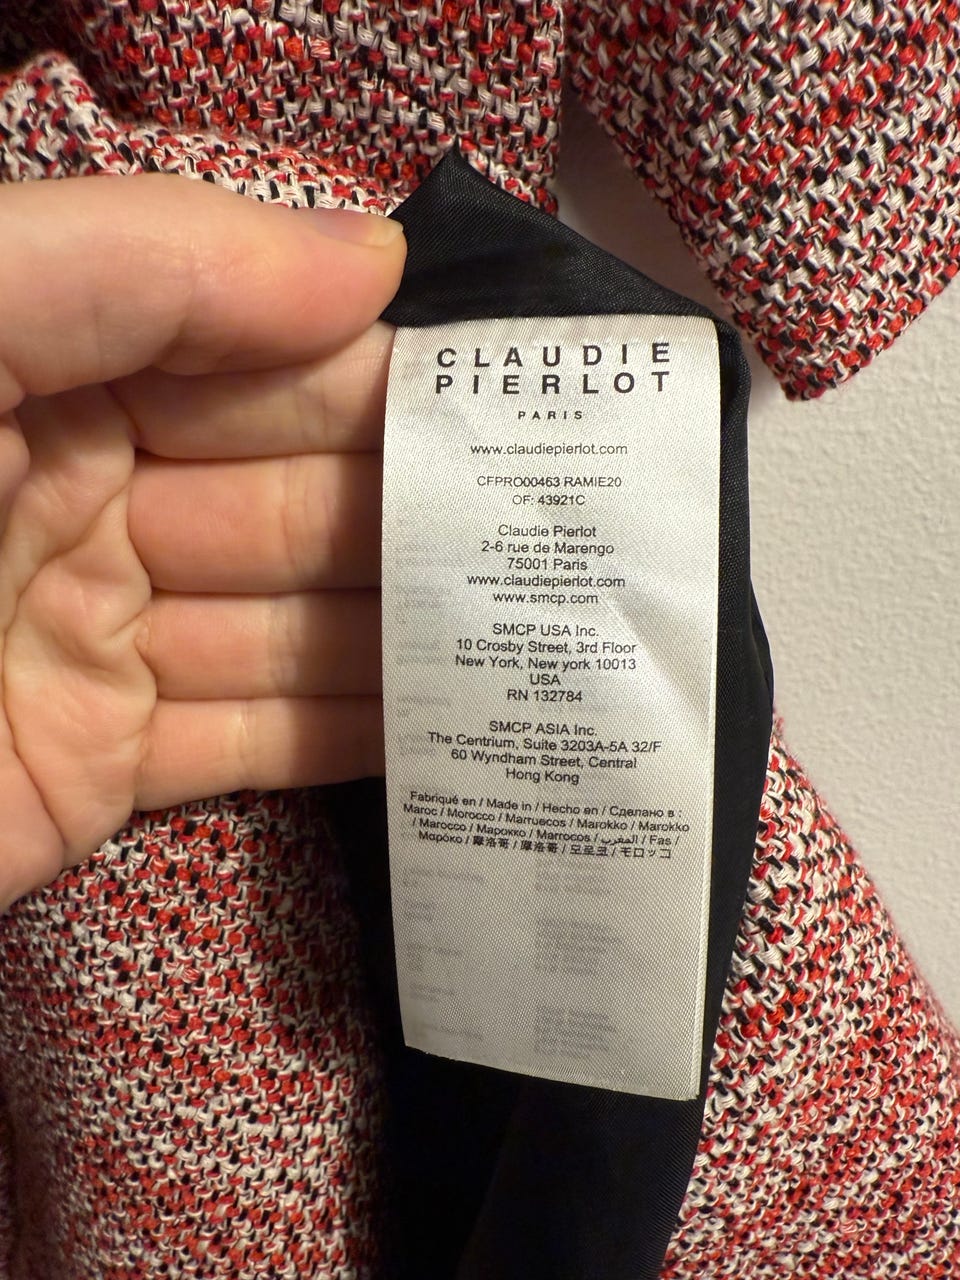 CLAUDIE
PIERLOT
PARIS
www.claudiepierlot.com
CFPRO00463 RAMIE20
OF: 43921C
Claudie Pierlot
2-6 rue de Marengo
75001 Paris
www.claudiepierlot.com
www.smcp.com
SMCP USA Inc.
10 Crosby Street, 3rd Floor
New York, New york 10013
USA
RN 132784
SMCP ASIA Inc.
The Centrium, Suite 3203A-5A 32/F
60 Wyndham Street, Central
Hong Kong
Fabriqué en / Made in / Hecho en / Сделано в :
Maroc / Morocco / Marruecos / Marokko / Marokko
/ Marocco / Марокко / Marrocos / المغرب / Fas /
Μαρόκο / 摩洛哥 / 摩洛哥 / 모로코 / モロッコ